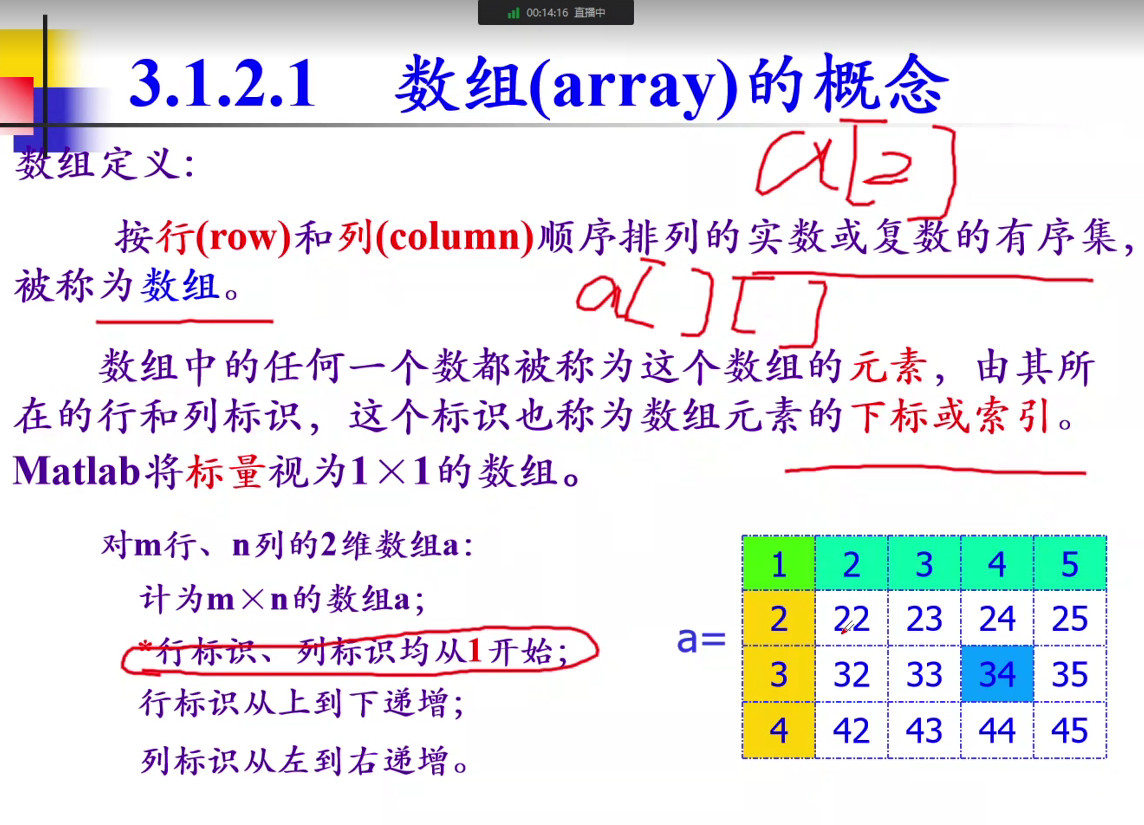 00:14:16 直播中
3.1.2.1 数组(array)的概念
数组定义:
a[2]
按行(row)和列(column)顺序排列的实数或复数的有序集,
被称为数组。
a[ ][ ]
数组中的任何一个数都被称为这个数组的元素，由其所
在的行和列标识，这个标识也称为数组元素的下标或索引。
Matlab将标量视为1×1的数组。
对m行、n列的2维数组a:
计为m×n的数组a;
*行标识、列标识均从1开始;
行标识从上到下递增;
列标识从左到右递增。
a=
1 2 3 4 5
2 22 23 24 25
3 32 33 34 35
4 42 43 44 45